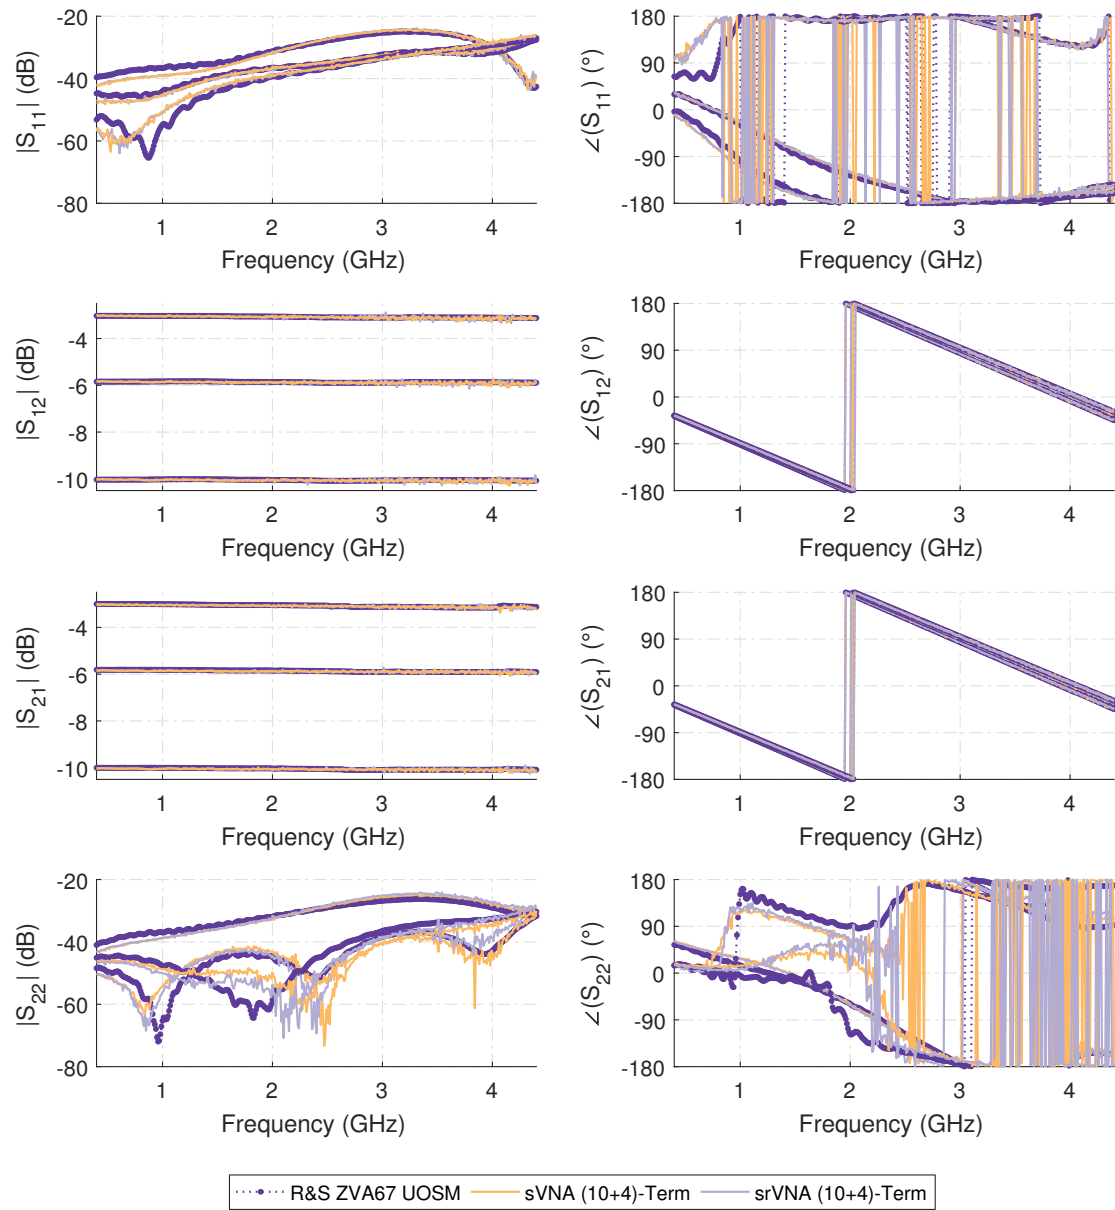 -20
-40
-60
-80
|S11| (dB)
1 2 3 4
Frequency (GHz)
180
90
0
-90
-180
∠(S11) (°)
1 2 3 4
Frequency (GHz)
-4
-6
-8
-10
|S12| (dB)
1 2 3 4
Frequency (GHz)
180
90
0
-90
-180
∠(S12) (°)
1 2 3 4
Frequency (GHz)
-4
-6
-8
-10
|S21| (dB)
1 2 3 4
Frequency (GHz)
180
90
0
-90
-180
∠(S21) (°)
1 2 3 4
Frequency (GHz)
-20
-40
-60
-80
|S22| (dB)
1 2 3 4
Frequency (GHz)
180
90
0
-90
-180
∠(S22) (°)
1 2 3 4
Frequency (GHz)
R&S ZVA67 UOSM sVNA (10+4)-Term srVNA (10+4)-Term